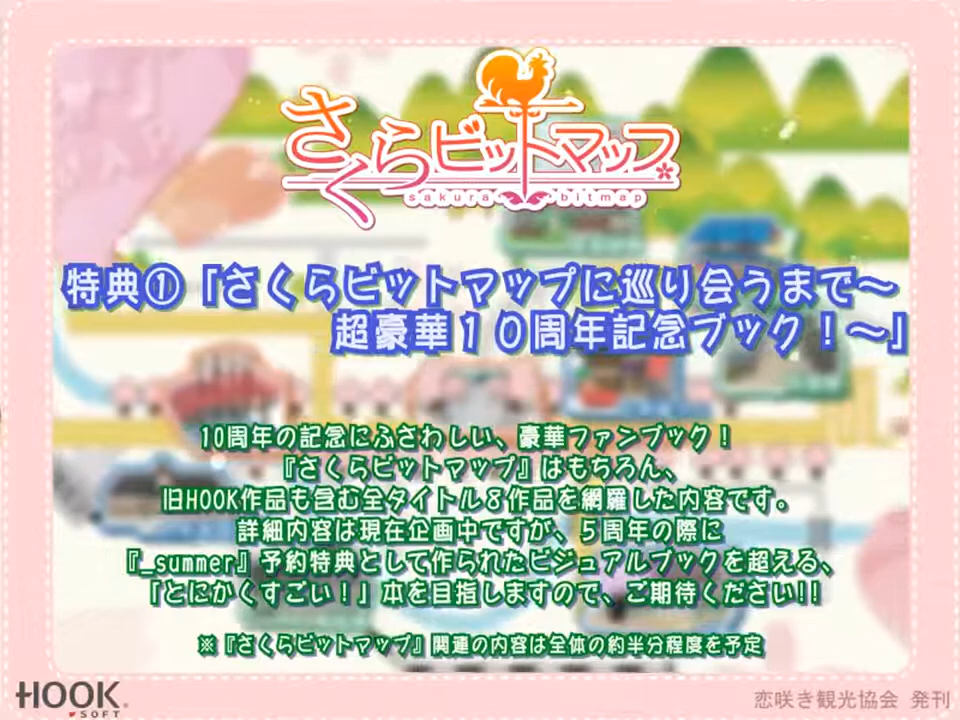 さくらビットマップ
sakura bitmap
特典①「さくらビットマップに巡り会うまで～
超豪華１０周年記念ブック！～」
10周年の記念にふさわしい、豪華ファンブック！
『さくらビットマップ』はもちろん、
旧HOOK作品も含む全タイトル８作品を網羅した内容です。
詳細内容は現在企画中ですが、５周年の際に
『_summer』予約特典として作られたビジュアルブックを超える、
「とにかくすごい！」本を目指しますので、ご期待ください!!
※『さくらビットマップ』関連の内容は全体の約半分程度を予定
HOOK
SOFT
恋咲き観光協会 発刊